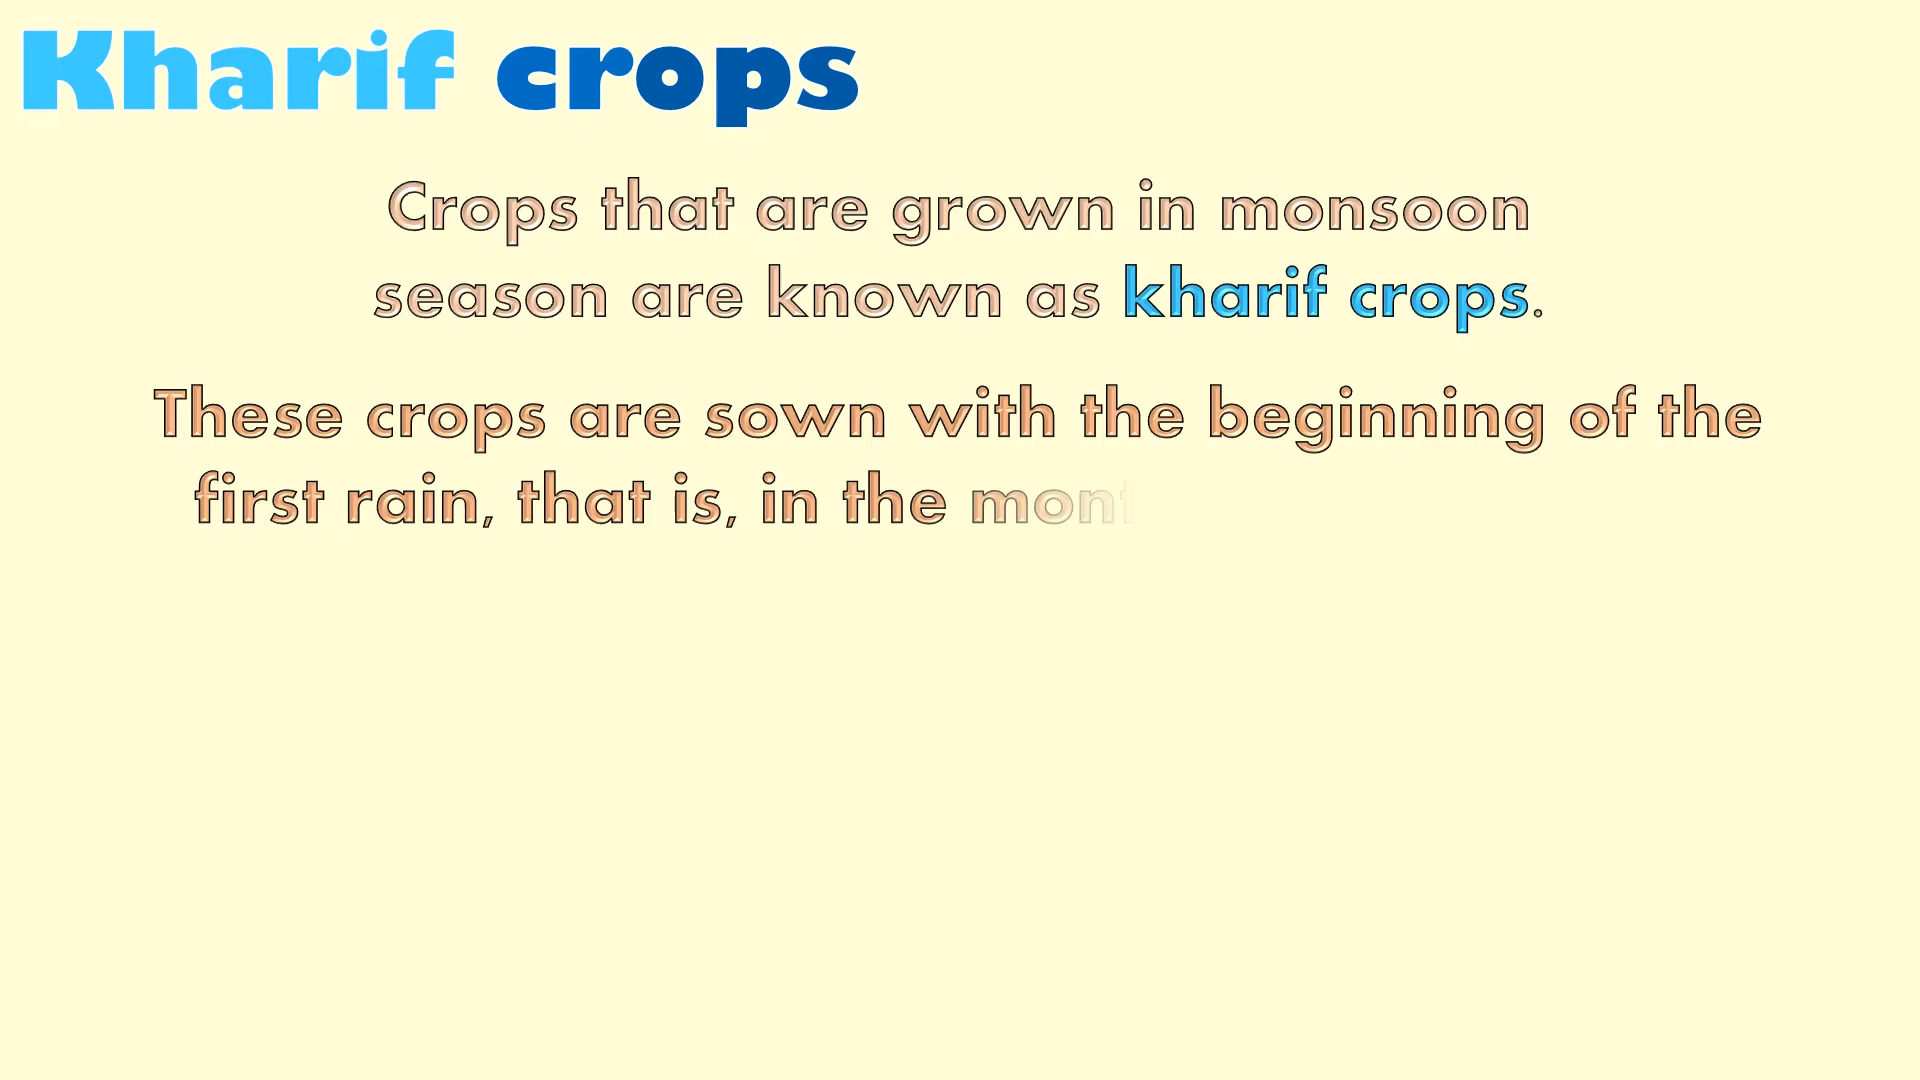 Kharif crops
Crops that are grown in monsoon
season are known as kharif crops.
These crops are sown with the beginning of the
first rain, that is, in the mont